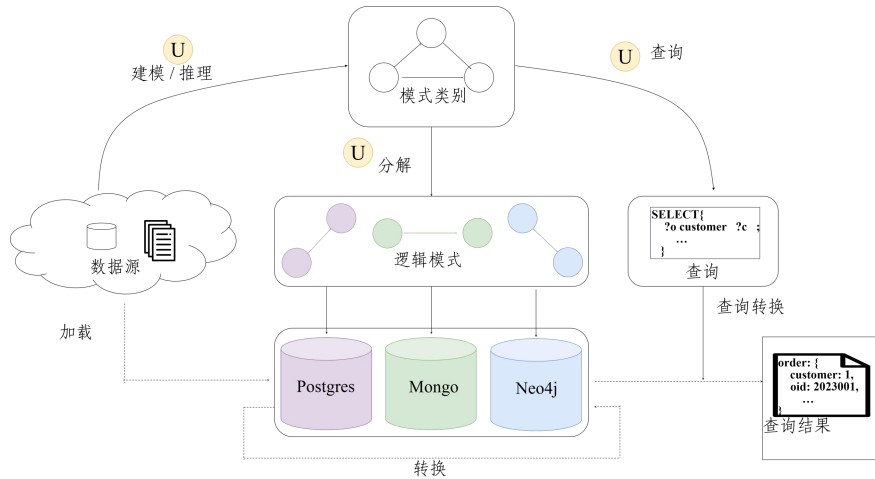 U
建模 / 推理
模式类别
U
查询
U
分解
数据源
逻辑模式
SELECT{
?o customer ?c ;
…
}
查询
加载
查询转换
Postgres
Mongo
Neo4j
order: {
customer: 1,
oid: 2023001,
…
}
查询结果
转换